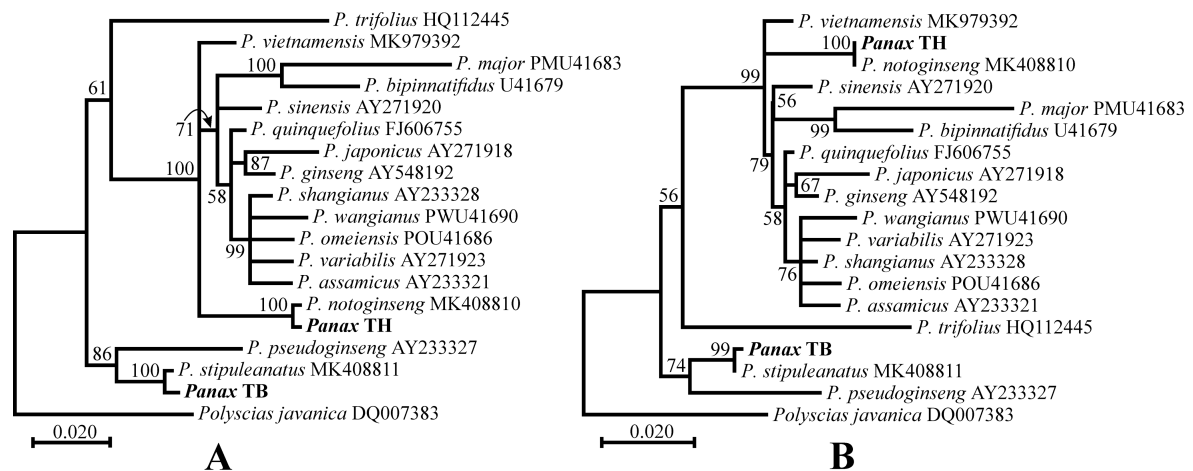 P. trifolius HQ112445
P. vietnamensis MK979392
100
P. major PMU41683
P. bipinnatifidus U41679
61
P. sinensis AY271920
71
P. quinquefolius FJ606755
P. japonicus AY271918
87
P. ginseng AY548192
100
58
P. shangianus AY233328
P. wangianus PWU41690
P. omeiensis POU41686
99
P. variabilis AY271923
P. assamicus AY233321
100
P. notoginseng MK408810
Panax TH
86
P. pseudoginseng AY233327
100
P. stipuleanatus MK408811
Panax TB
Polyscias javanica DQ007383
0.020
A
P. vietnamensis MK979392
100
Panax TH
P. notoginseng MK408810
99
P. sinensis AY271920
56
P. major PMU41683
99
P. bipinnatifidus U41679
79
P. quinquefolius FJ606755
P. japonicus AY271918
67
P. ginseng AY548192
56
58
P. wangianus PWU41690
P. variabilis AY271923
P. shangianus AY233328
76
P. omeiensis POU41686
P. assamicus AY233321
P. trifolius HQ112445
99
Panax TB
74
P. stipuleanatus MK408811
P. pseudoginseng AY233327
Polyscias javanica DQ007383
0.020
B